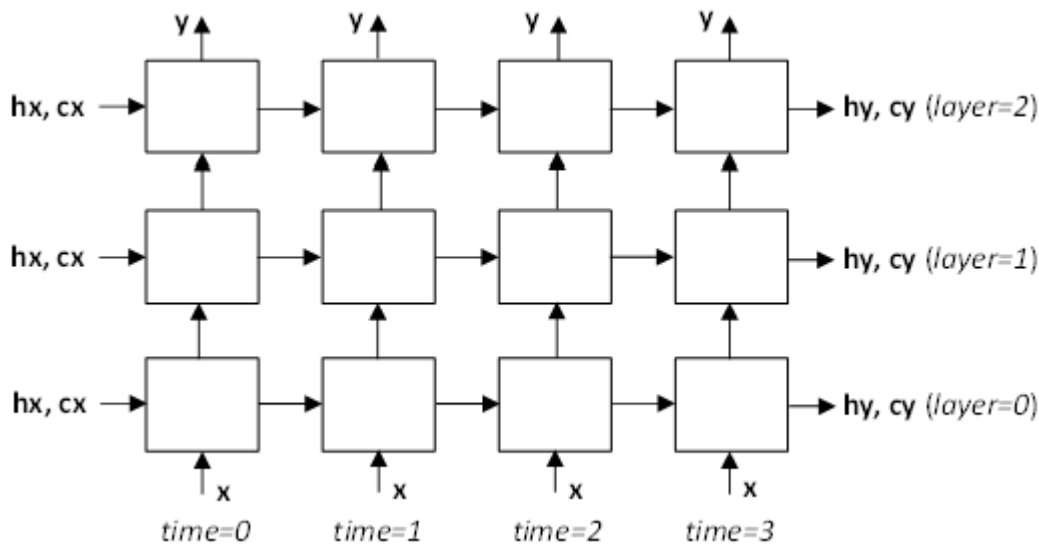 y y y y
hx, cx hy, cy (layer=2)
hx, cx hy, cy (layer=1)
hx, cx hy, cy (layer=0)
x x x x
time=0 time=1 time=2 time=3